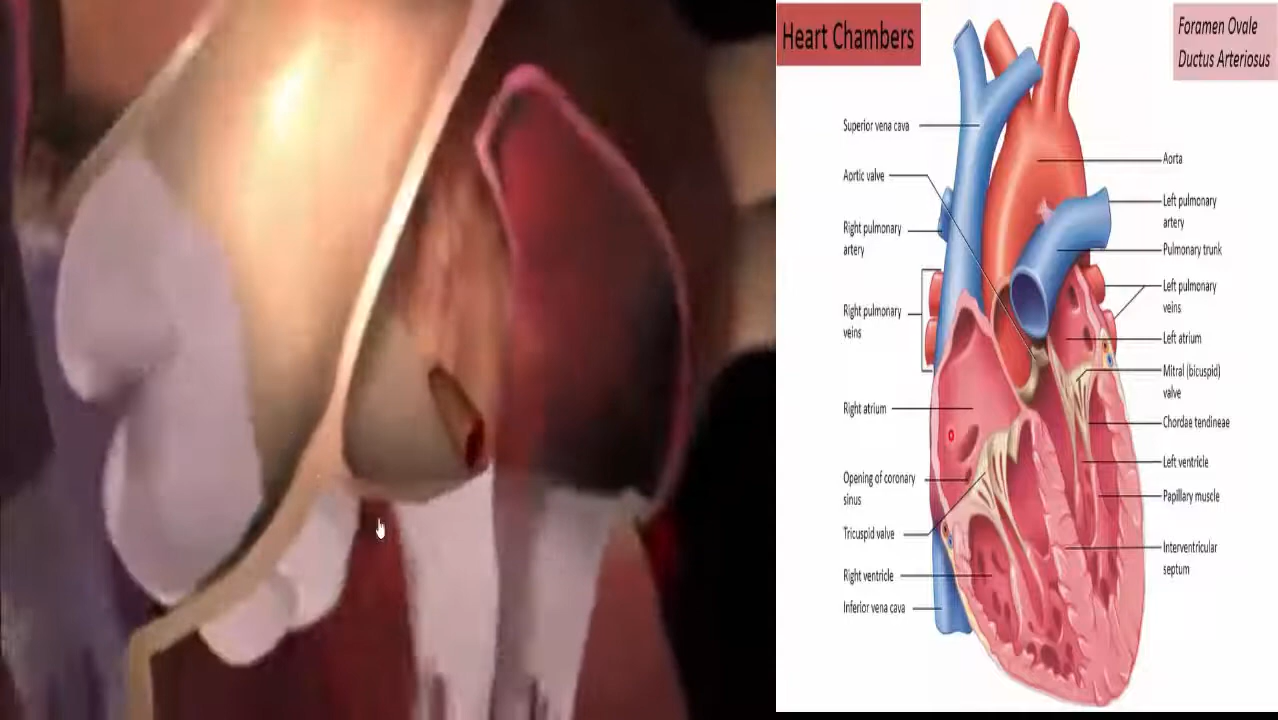 Heart Chambers
Foramen Ovale
Ductus Arteriosus
Superior vena cava
Aortic valve
Right pulmonary
artery
Right pulmonary
veins
Right atrium
Opening of coronary
sinus
Tricuspid valve
Right ventricle
Inferior vena cava
Aorta
Left pulmonary
artery
Pulmonary trunk
Left pulmonary
veins
Left atrium
Mitral (bicuspid)
valve
Chordae tendineae
Left ventricle
Papillary muscle
Interventricular
septum